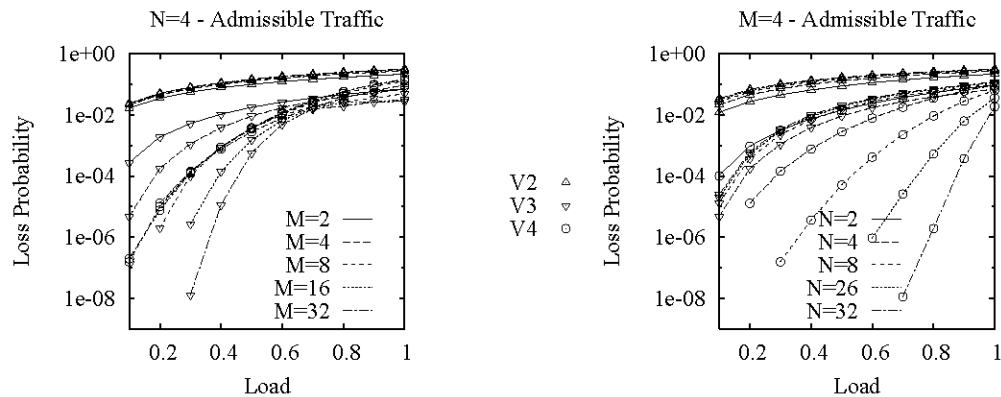 N=4 - Admissible Traffic
1e+00
1e-02
1e-04
1e-06
1e-08
Loss Probability
M=2
M=4
M=8
M=16
M=32
0.2 0.4 0.6 0.8 1
Load
V2
V3
V4
M=4 - Admissible Traffic
1e+00
1e-02
1e-04
1e-06
1e-08
Loss Probability
N=2
N=4
N=8
N=26
N=32
0.2 0.4 0.6 0.8 1
Load